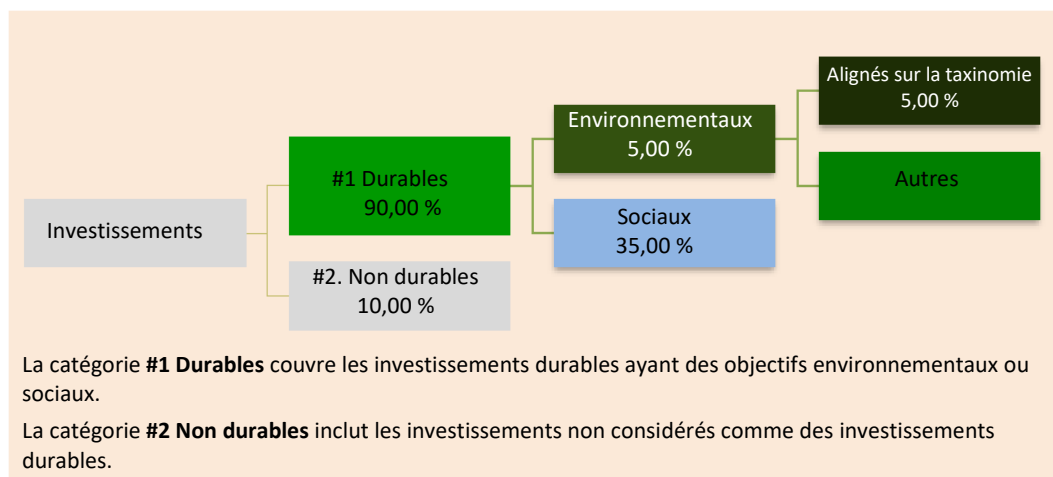 Investissements
#1 Durables
90,00 %
#2. Non durables
10,00 %
Environnementaux
5,00 %
Sociaux
35,00 %
Alignés sur la taxinomie
5,00 %
Autres
La catégorie #1 Durables couvre les investissements durables ayant des objectifs environnementaux ou
sociaux.
La catégorie #2 Non durables inclut les investissements non considérés comme des investissements
durables.